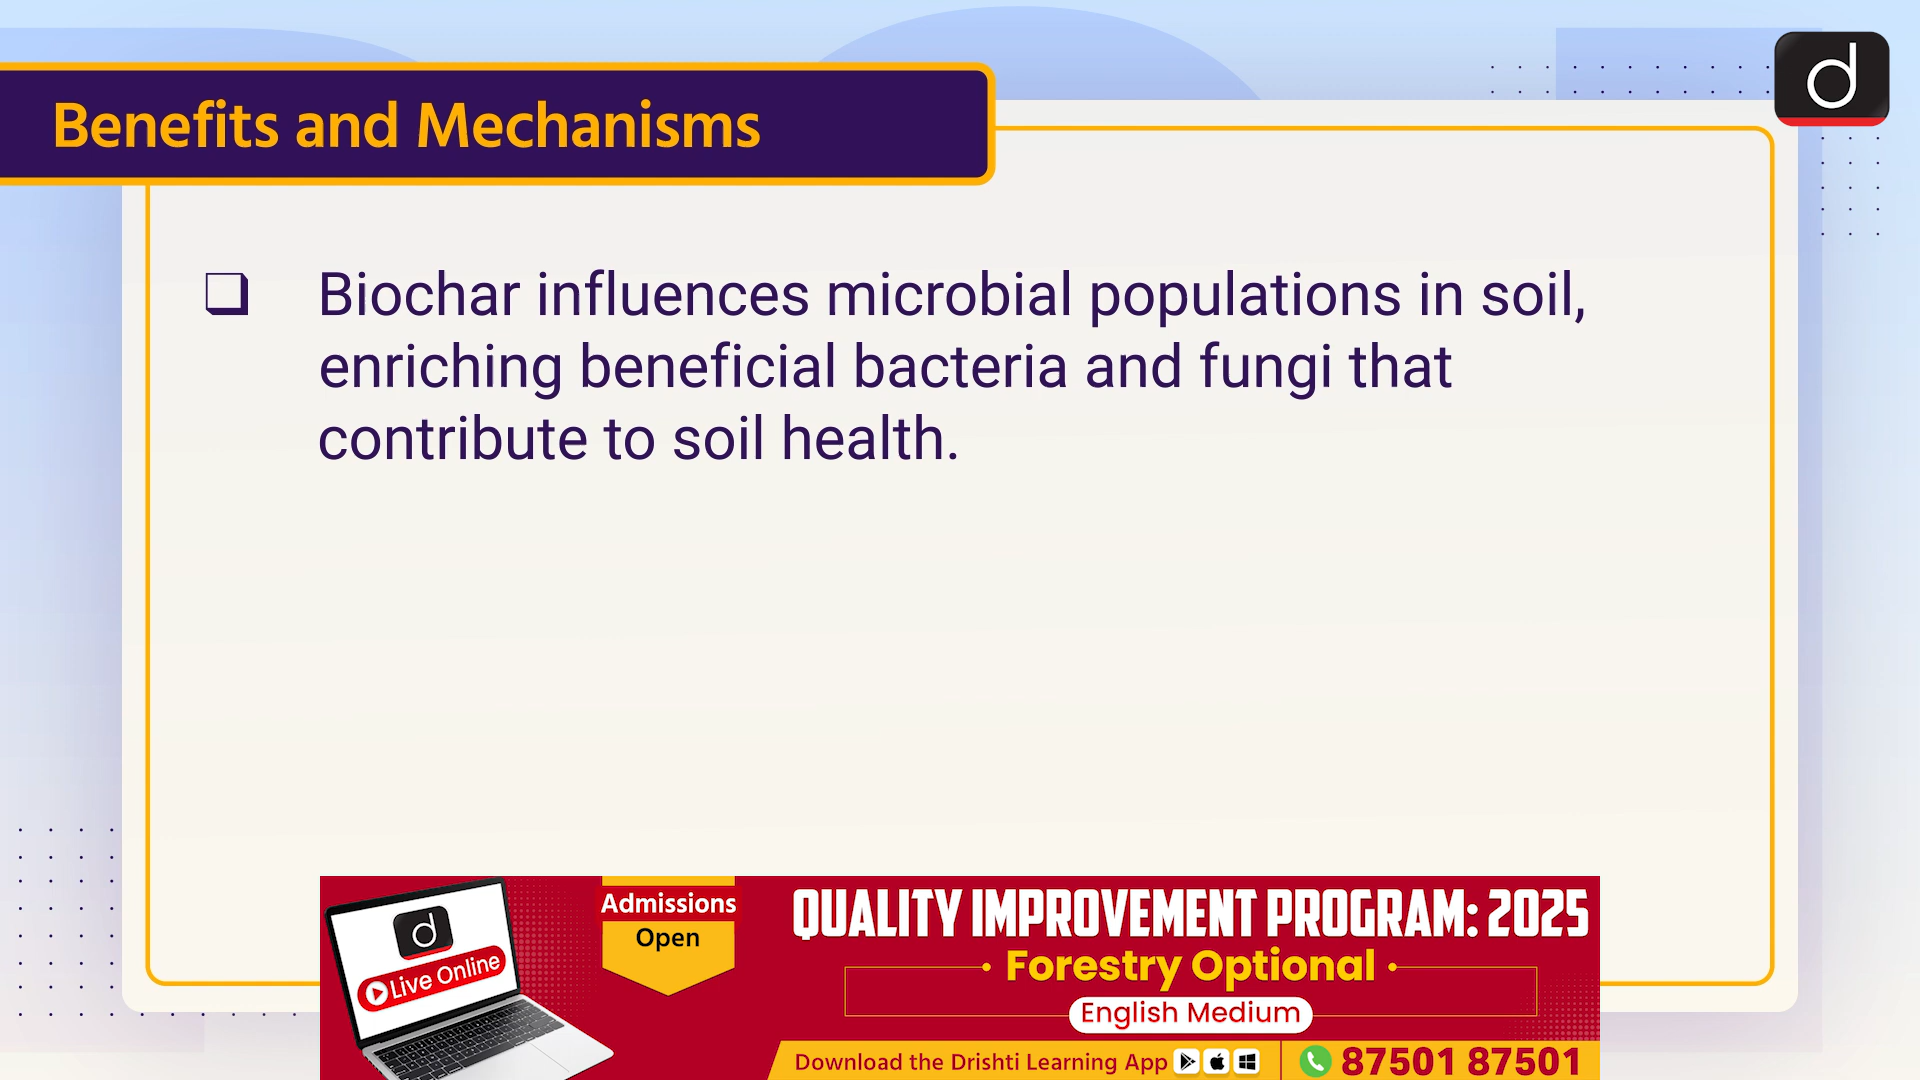 Benefits and Mechanisms
d
❑ Biochar influences microbial populations in soil,
enriching beneficial bacteria and fungi that
contribute to soil health.
d
Live Online
Admissions
Open
QUALITY IMPROVEMENT PROGRAM: 2025
Forestry Optional
English Medium
Download the Drishti Learning App
87501 87501